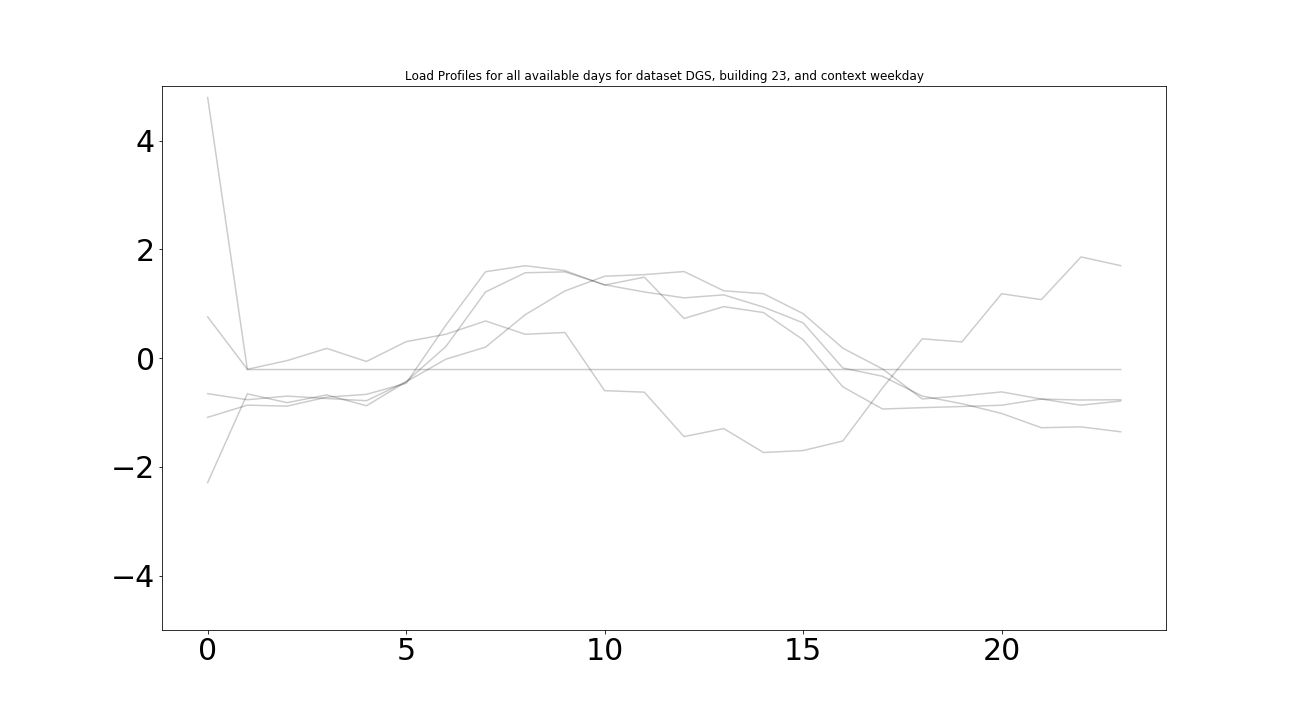 Load Profiles for all available days for dataset DGS, building 23, and context weekday
4
2
0
−2
−4
0 5 10 15 20